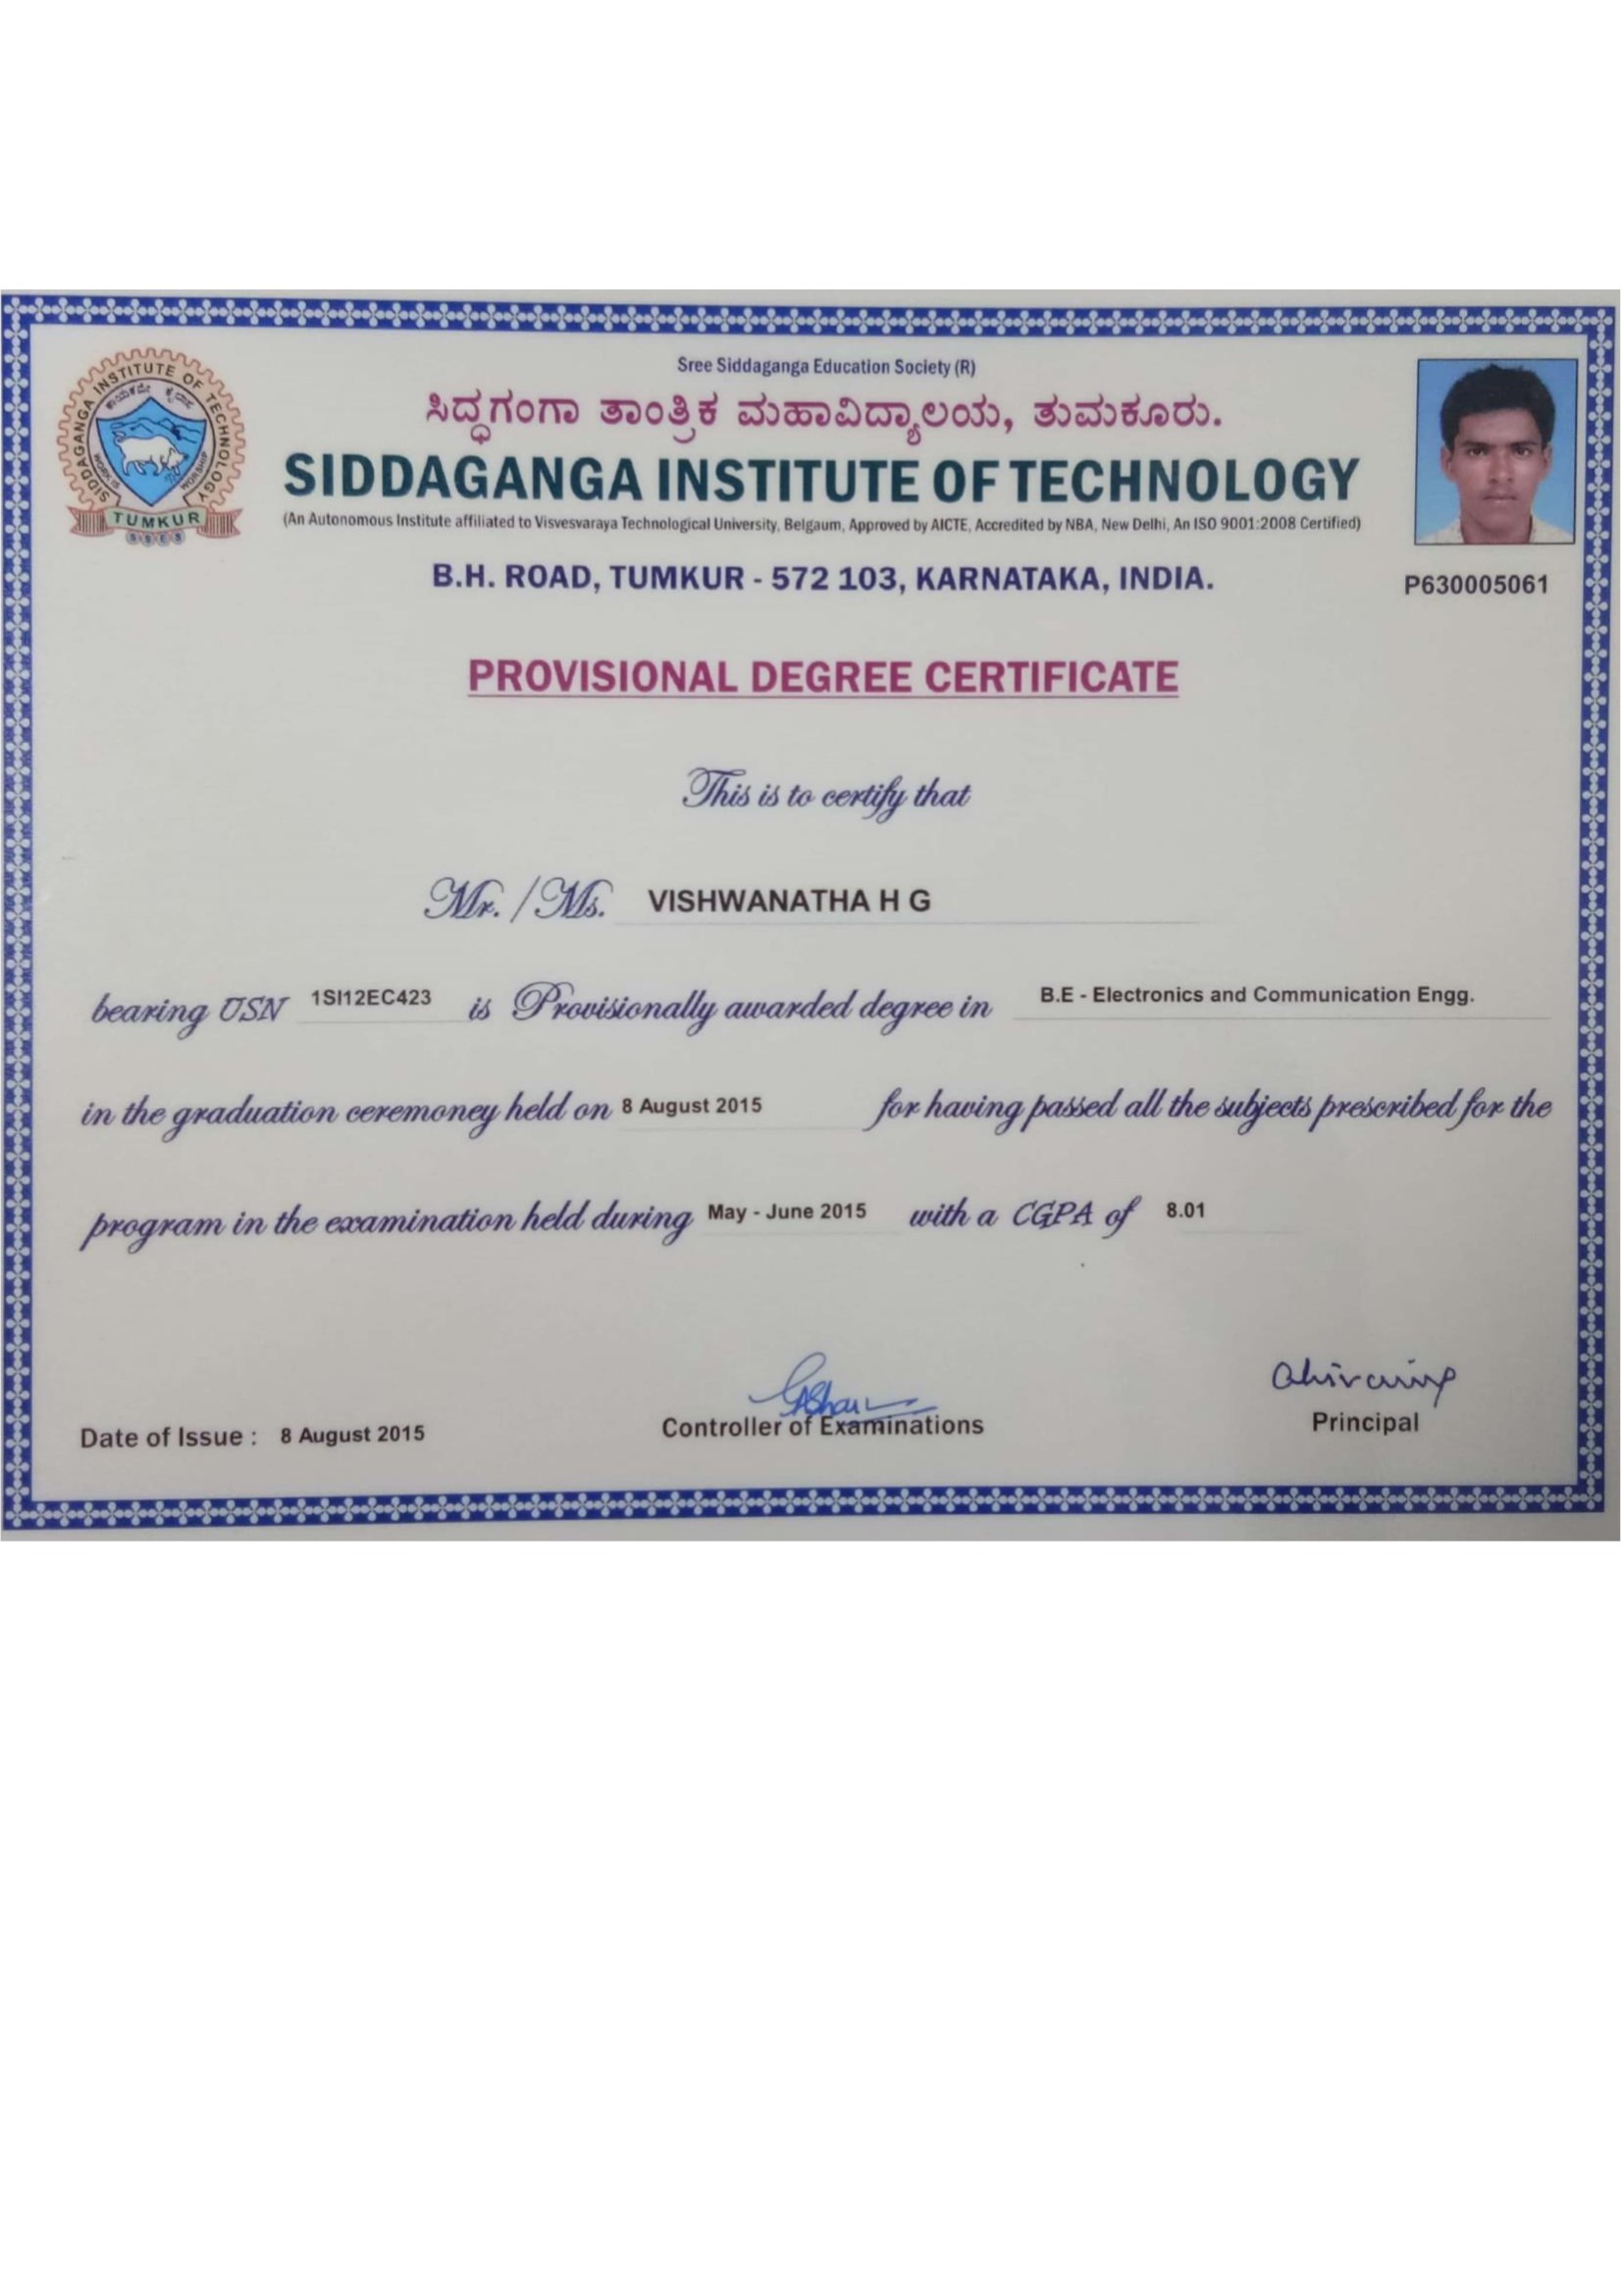 Sree Siddaganga Education Society (R)
ಸಿದ್ಧಗಂಗಾ ತಾಂತ್ರಿಕ ಮಹಾವಿದ್ಯಾಲಯ, ತುಮಕೂರು.
SIDDAGANGA INSTITUTE OF TECHNOLOGY
(An Autonomous Institute affiliated to Visvesvaraya Technological University, Belgaum, Approved by AICTE, Accredited by NBA, New Delhi, An ISO 9001:2008 Certified)
B.H. ROAD, TUMKUR - 572 103, KARNATAKA, INDIA.
SIDDAGANGA INSTITUTE OF TECHNOLOGY
WORK IS WORSHIP
TUMKUR
SSES
P630005061
PROVISIONAL DEGREE CERTIFICATE
This is to certify that
Mr. / Ms. VISHWANATHA H G
bearing USN 1SI12EC423 is Provisionally awarded degree in B.E - Electronics and Communication Engg.
in the graduation ceremoney held on 8 August 2015 for having passed all the subjects prescribed for the
program in the examination held during May - June 2015 with a CGPA of 8.01
Date of Issue : 8 August 2015
Controller of Examinations
Principal